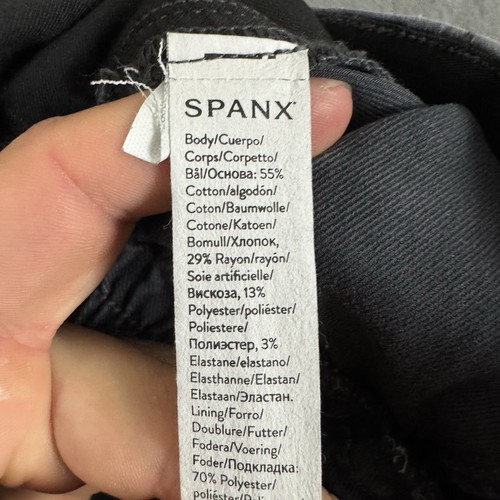 SPANX
Body/Cuerpo/
Corps/Corpetto/
Bål/Основа: 55%
Cotton/algodón/
Coton/Baumwolle/
Cotone/Katoen/
Bomull/Хлопок,
29% Rayon/rayón/
Soie artificielle/
Вискоза, 13%
Polyester/poliéster/
Poliestere/
Полиэстер, 3%
Elastane/elastano/
Elasthanne/Elastan/
Elastaan/Эластан.
Lining/Forro/
Doublure/Futter/
Fodera/Voering/
Foder/Подкладка:
70% Polyester/
poliéster/